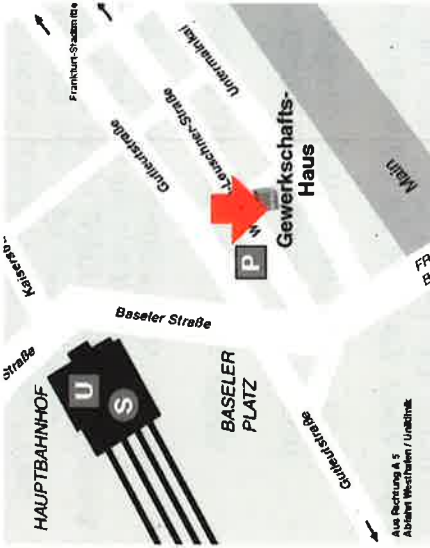 Frankfurt-Stadtmitte
Untermainkai
W.-Leuschner-Straße
Gutleutstraße
Kaiserstr.
Gewerkschafts-
Haus
P
Main
Baseler Straße
Straße
HAUPTBAHNHOF
U
S
BASELER
PLATZ
Gutleutstraße
Aus Richtung A 5
Abfahrt Westhafen / Uniklinik